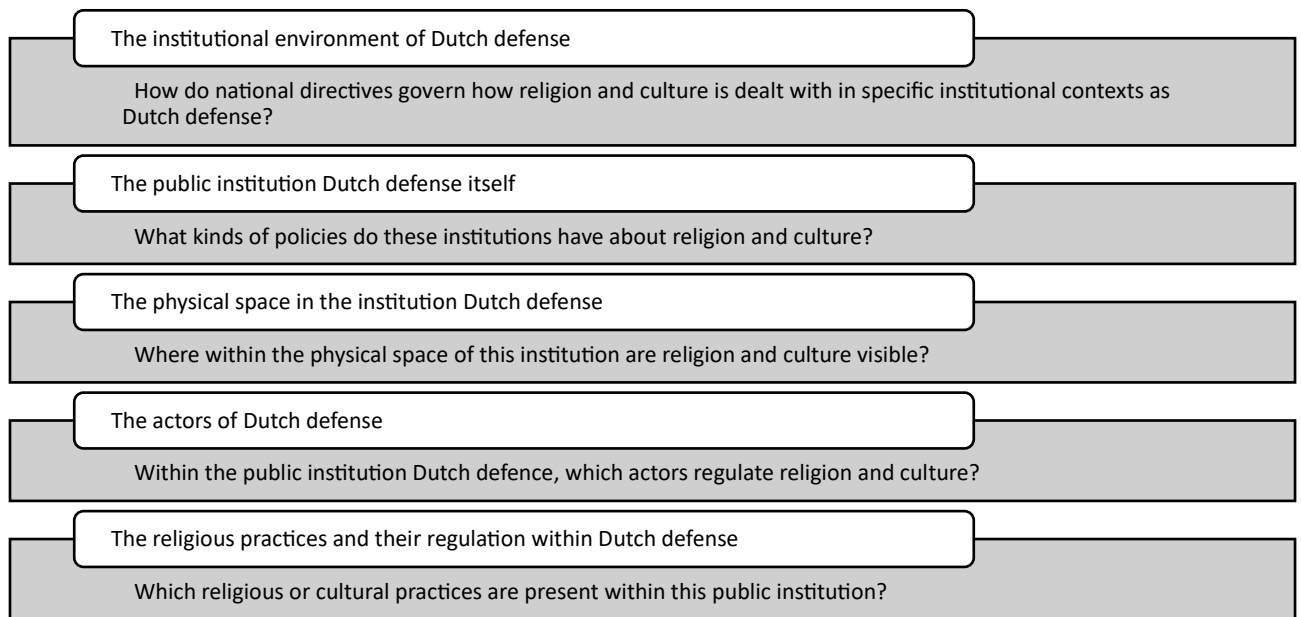 The institutional environment of Dutch defense
How do national directives govern how religion and culture is dealt with in specific institutional contexts as
Dutch defense?
The public institution Dutch defense itself
What kinds of policies do these institutions have about religion and culture?
The physical space in the institution Dutch defense
Where within the physical space of this institution are religion and culture visible?
The actors of Dutch defense
Within the public institution Dutch defence, which actors regulate religion and culture?
The religious practices and their regulation within Dutch defense
Which religious or cultural practices are present within this public institution?